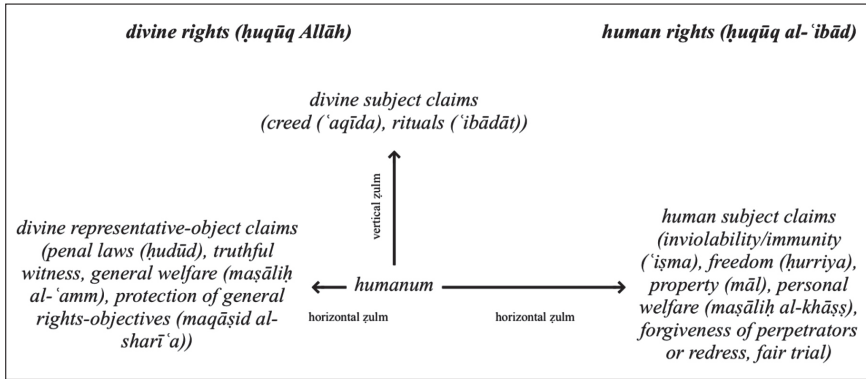 divine rights (ḥuqūq Allāh)
human rights (ḥuqūq al-ʿibād)
divine subject claims
(creed (ʿaqīda), rituals (ʿibādāt))
vertical ẓulm
divine representative-object claims
(penal laws (ḥudūd), truthful
witness, general welfare (maṣāliḥ
al-ʿamm), protection of general
rights-objectives (maqāṣid al-
sharīʿa))
humanum
horizontal ẓulm
horizontal ẓulm
human subject claims
(inviolability/immunity
(ʿiṣma), freedom (ḥurriya),
property (māl), personal
welfare (maṣāliḥ al-khāṣṣ),
forgiveness of perpetrators
or redress, fair trial)